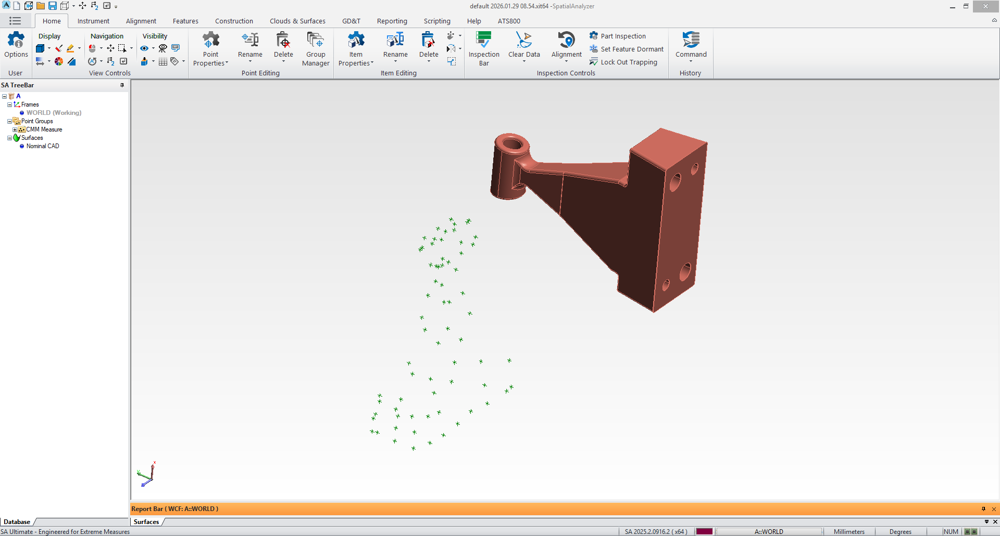 default 2026.01.29 08.54.xit64 -SpatialAnalyzer
Home Instrument Alignment Features Construction Clouds & Surfaces GD&T Reporting Scripting Help ATS800
Options
User
Display
Navigation
Visibility
View Controls
Point Properties
Rename
Delete
Group Manager
Point Editing
Item Properties
Rename
Delete
Item Editing
Inspection Bar
Clear Data
Alignment
Part Inspection
Set Feature Dormant
Lock Out Trapping
Inspection Controls
Command
History
SA TreeBar
A
Frames
WORLD (Working)
Point Groups
CMM Measure
Surfaces
Nominal CAD
x
Report Bar ( WCF: A::WORLD )
Database
Surfaces
SA Ultimate - Engineered for Extreme Measures
SA 2025.2.0916.2 ( x64 )
A::WORLD
Millimeters
Degrees
NUM